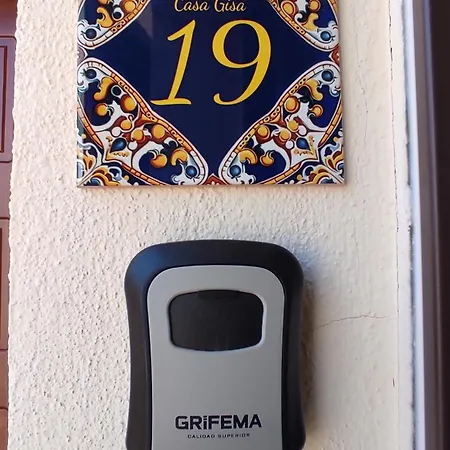 Casa Gisa
19
GRiFEMA
CALIDAD SUPERIOR